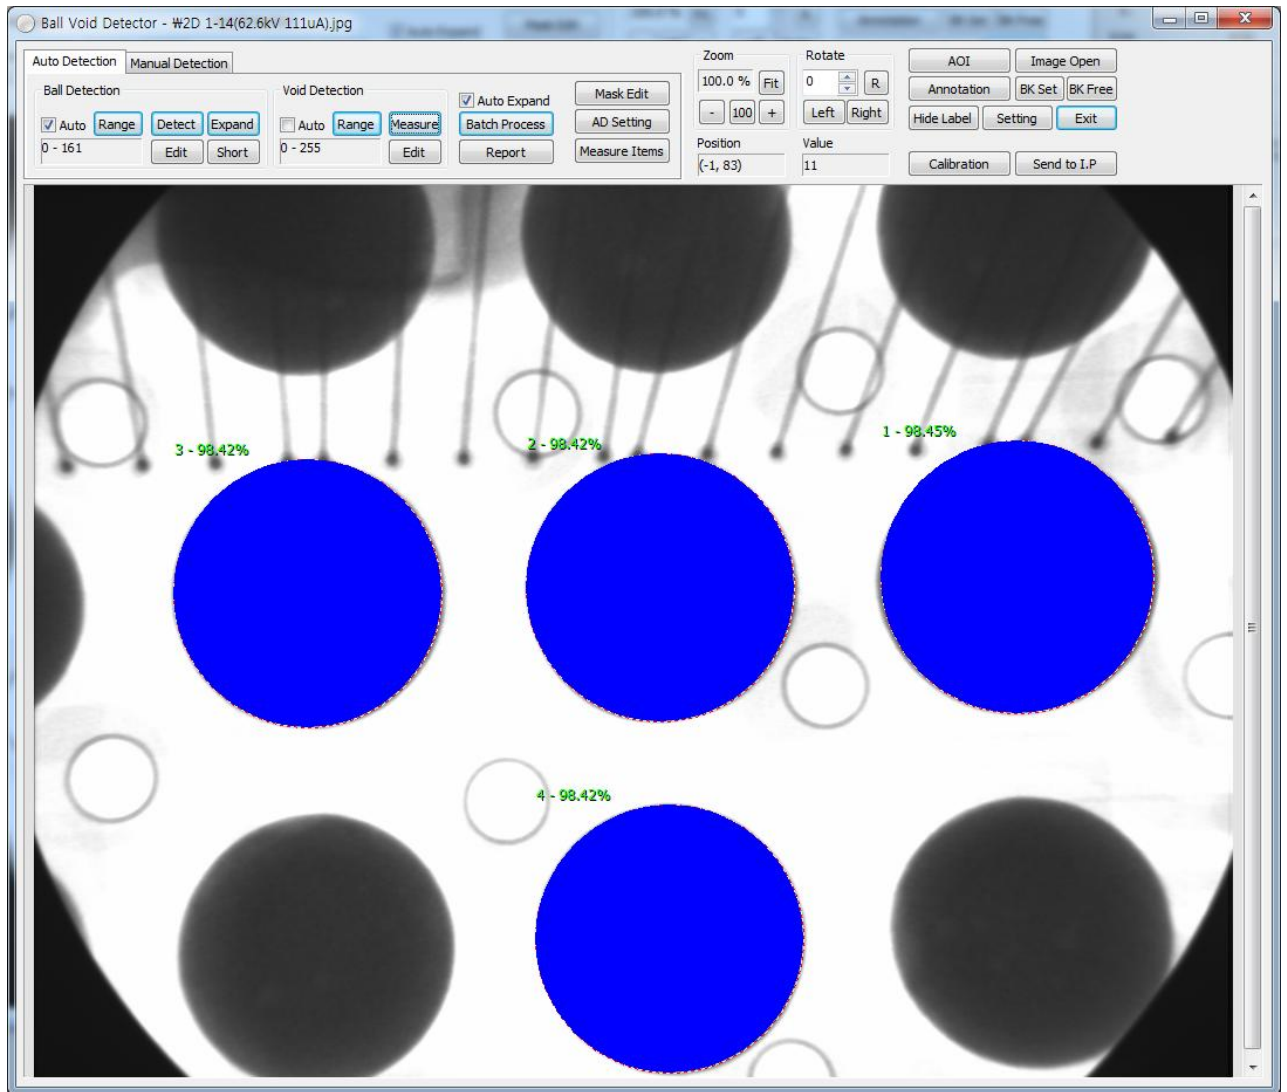 Ball Void Detector - ₩2D 1-14(62.6kV 111uA).jpg
Auto Detection Manual Detection
Ball Detection
Auto Range Detect Expand
0 - 161 Edit Short
Void Detection
Auto Range Measure
0 - 255 Edit
Auto Expand
Batch Process
Report
Mask Edit
AD Setting
Measure Items
Zoom
100.0 % Fit
- 100 +
Position
(-1, 83)
Rotate
0 R
Left Right
Value
11
AOI Image Open
Annotation BK Set BK Free
Hide Label Setting Exit
Calibration Send to I.P
3 - 98.42%
2 - 98.42%
1 - 98.45%
4 - 98.42%